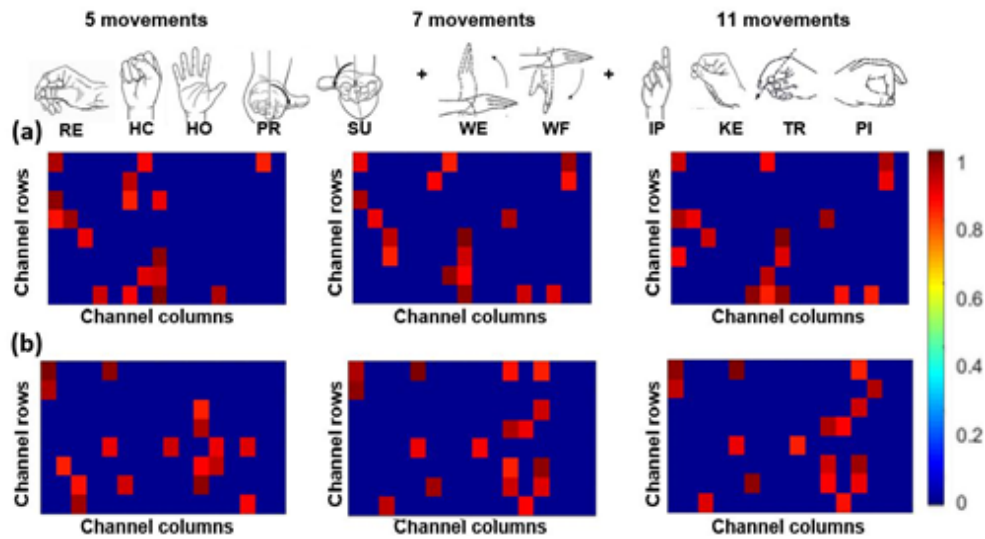 5 movements 7 movements 11 movements
+ +
RE HC HO PR SU WE WF IP KE TR PI
(a)
Channel rows Channel rows Channel rows
Channel columns Channel columns Channel columns
(b)
Channel rows Channel rows Channel rows
Channel columns Channel columns Channel columns
1
0.8
0.6
0.4
0.2
0